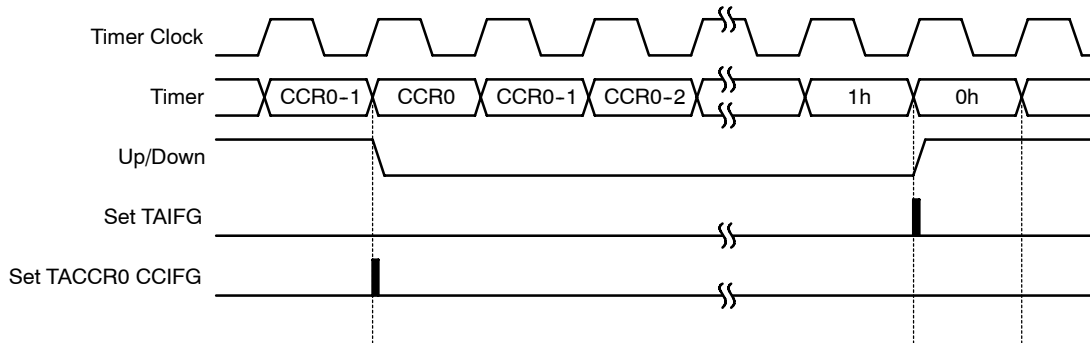 Timer Clock
Timer
CCR0-1 CCR0 CCR0-1 CCR0-2 1h 0h
Up/Down
Set TAIFG
Set TACCR0 CCIFG